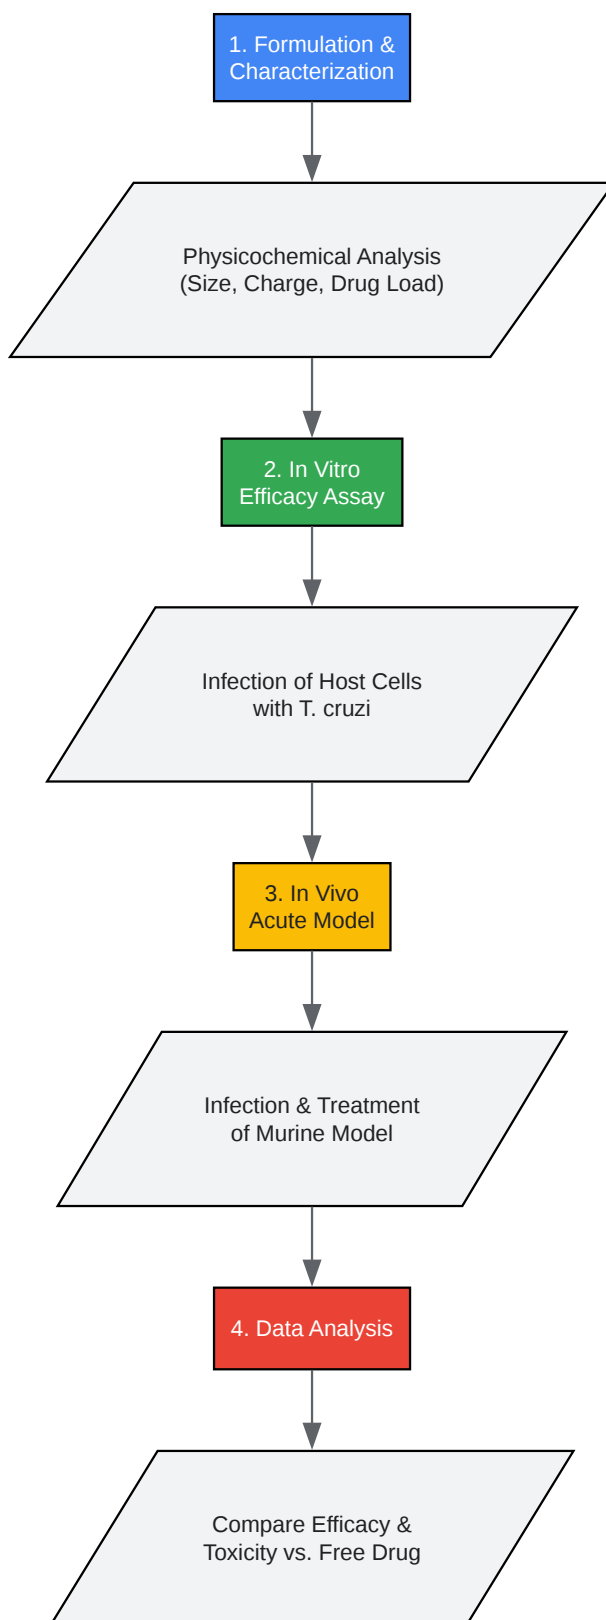 1. Formulation &
Characterization
Physicochemical Analysis
(Size, Charge, Drug Load)
2. In Vitro
Efficacy Assay
Infection of Host Cells
with T. cruzi
3. In Vivo
Acute Model
Infection & Treatment
of Murine Model
4. Data Analysis
Compare Efficacy &
Toxicity vs. Free Drug